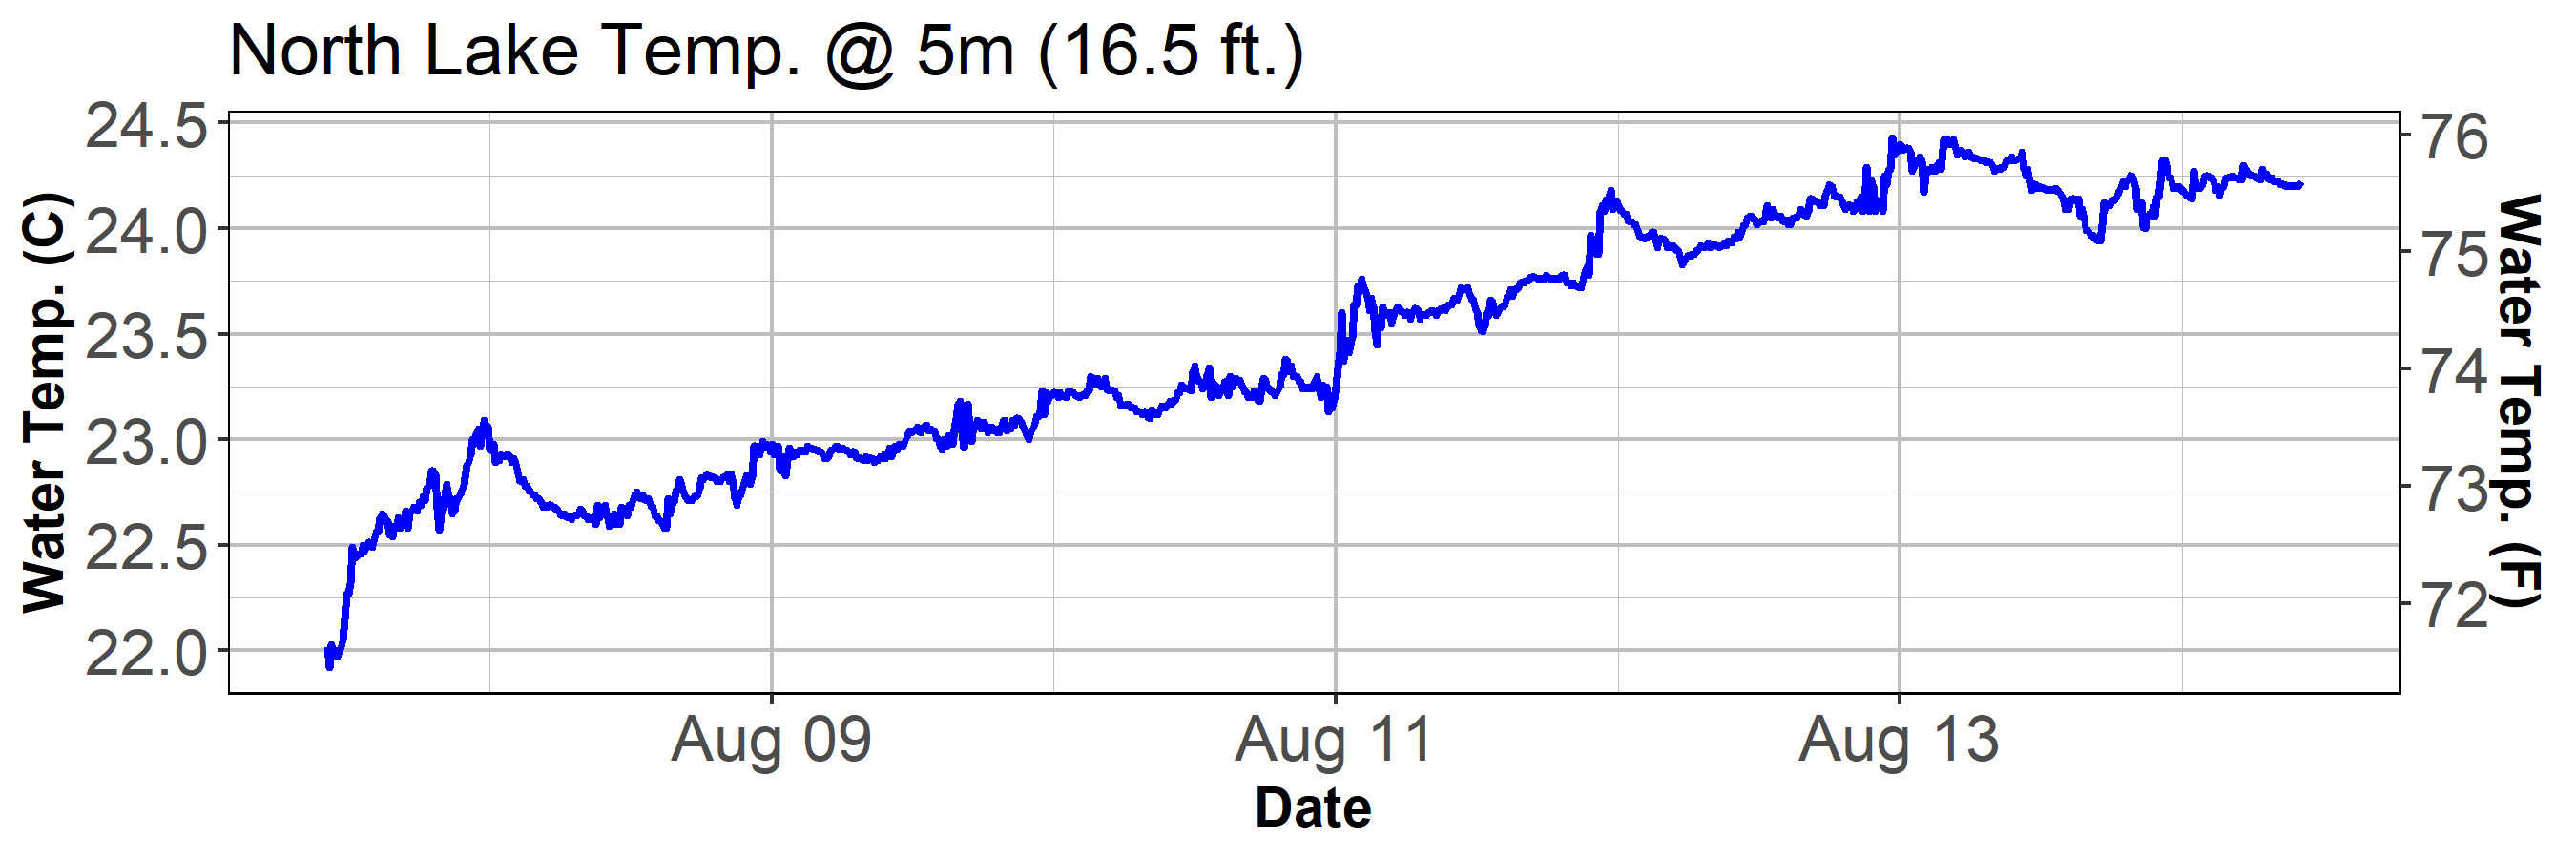 North Lake Temp. @ 5m (16.5 ft.)
Water Temp. (C)
24.5
24.0
23.5
23.0
22.5
22.0
76
75
74
73
72
Water Temp. (F)
Aug 09
Aug 11
Aug 13
Date